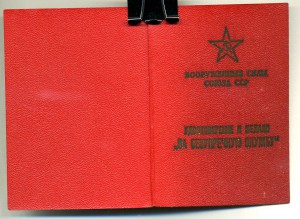 ВООРУЖЕННЫЕ СИЛЫ
СОЮЗА ССР
УДОСТОВЕРЕНИЕ К МЕДАЛИ
„ЗА БЕЗУПРЕЧНУЮ СЛУЖБУ"